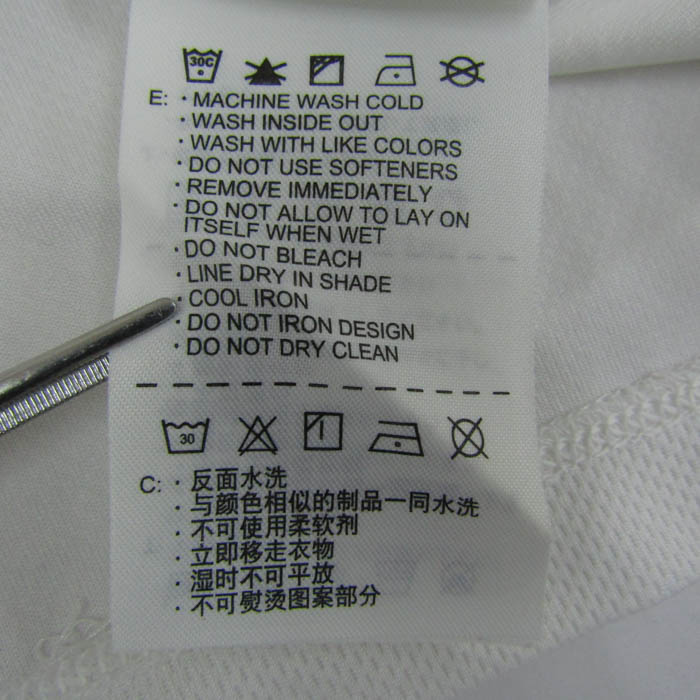 30C
E: · MACHINE WASH COLD
· WASH INSIDE OUT
· WASH WITH LIKE COLORS
· DO NOT USE SOFTENERS
· REMOVE IMMEDIATELY
· DO NOT ALLOW TO LAY ON
ITSELF WHEN WET
· DO NOT BLEACH
· LINE DRY IN SHADE
· COOL IRON
· DO NOT IRON DESIGN
· DO NOT DRY CLEAN
30
C: · 反面水洗
· 与颜色相似的制品一同水洗
· 不可使用柔软剂
· 立即移走衣物
· 湿时不可平放
· 不可熨烫图案部分